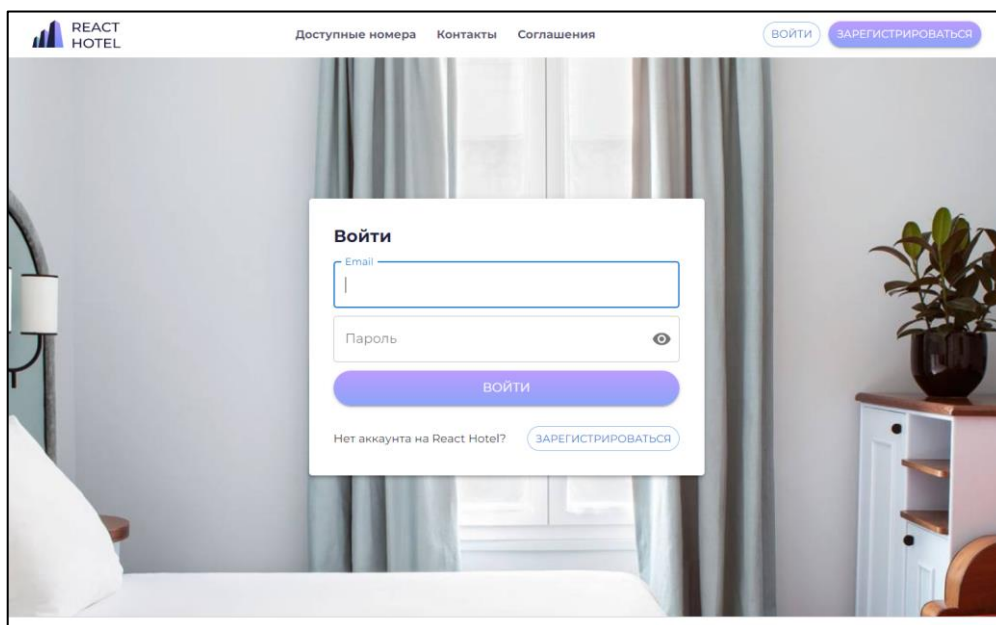 REACT
HOTEL
Доступные номера Контакты Соглашения
ВОЙТИ ЗАРЕГИСТРИРОВАТЬСЯ
Войти
Email
Пароль
ВОЙТИ
Нет аккаунта на React Hotel? ЗАРЕГИСТРИРОВАТЬСЯ